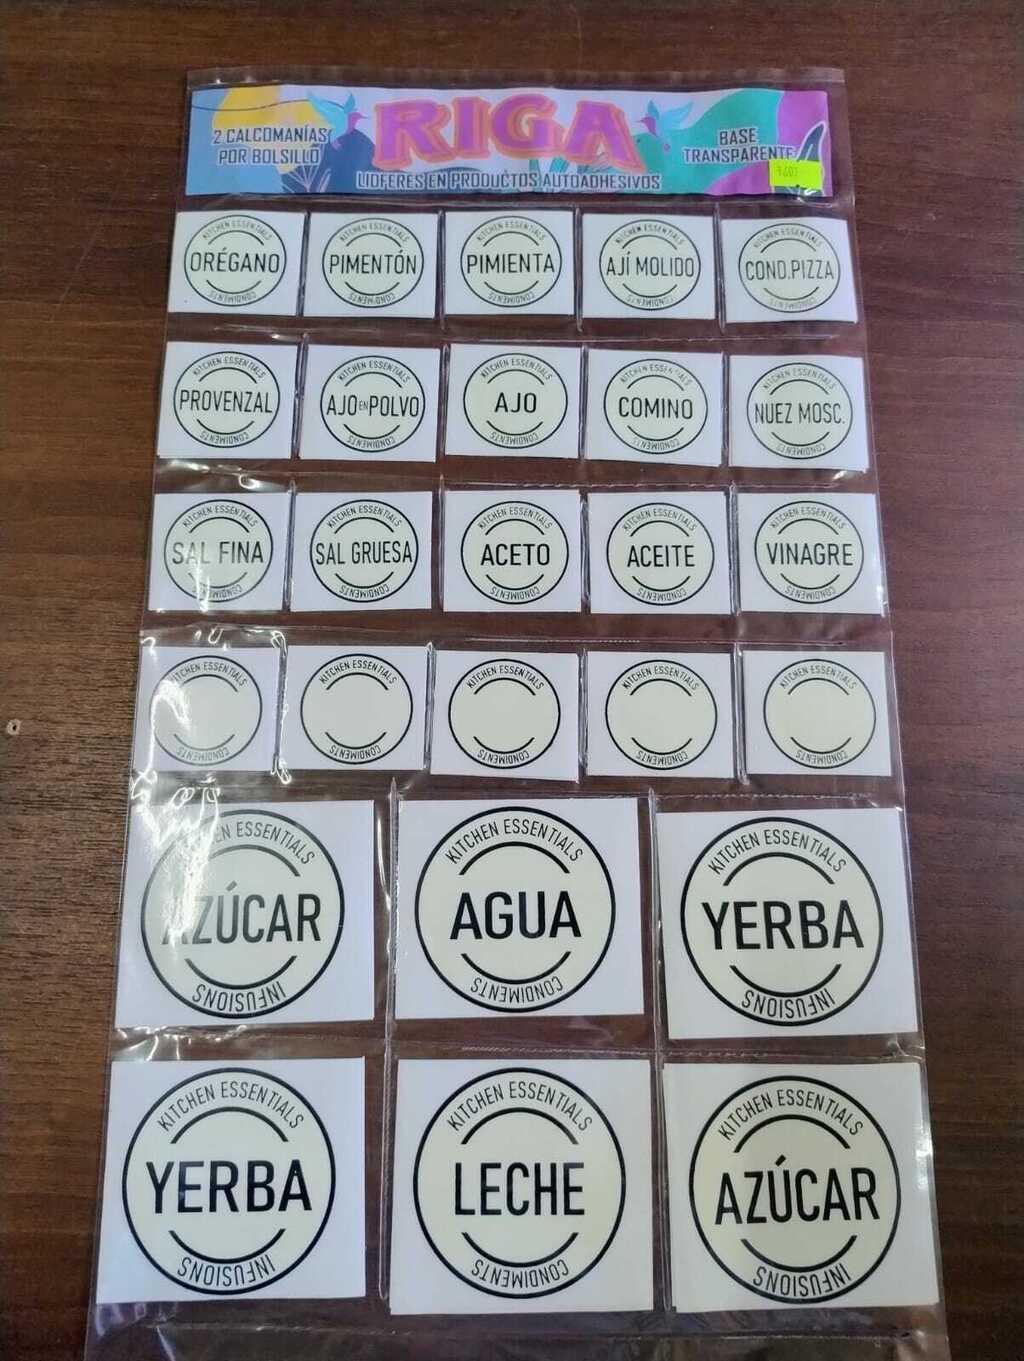 2 CALCOMANÍAS
POR BOLSILLO
RIGA
BASE
TRANSPARENTE
LIDFERES EN PRODUCTOS AUTOADHESIVOS
KITCHEN ESSENTIALS
ORÉGANO
CONDIMENTS
KITCHEN ESSENTIALS
PIMENTÓN
CONDIMENTS
KITCHEN ESSENTIALS
PIMIENTA
CONDIMENTS
KITCHEN ESSENTIALS
AJÍ MOLIDO
CONDIMENTS
KITCHEN ESSENTIALS
COND.PIZZA
CONDIMENTS
KITCHEN ESSENTIALS
PROVENZAL
CONDIMENTS
KITCHEN ESSENTIALS
AJO EN POLVO
CONDIMENTS
KITCHEN ESSENTIALS
AJO
CONDIMENTS
KITCHEN ESSENTIALS
COMINO
CONDIMENTS
KITCHEN ESSENTIALS
NUEZ MOSC.
CONDIMENTS
KITCHEN ESSENTIALS
SAL FINA
CONDIMENTS
KITCHEN ESSENTIALS
SAL GRUESA
CONDIMENTS
KITCHEN ESSENTIALS
ACETO
CONDIMENTS
KITCHEN ESSENTIALS
ACEITE
CONDIMENTS
KITCHEN ESSENTIALS
VINAGRE
CONDIMENTS
KITCHEN ESSENTIALS
CONDIMENTS
KITCHEN ESSENTIALS
CONDIMENTS
KITCHEN ESSENTIALS
CONDIMENTS
KITCHEN ESSENTIALS
CONDIMENTS
KITCHEN ESSENTIALS
CONDIMENTS
KITCHEN ESSENTIALS
AZÚCAR
INFUSIONS
KITCHEN ESSENTIALS
AGUA
CONDIMENTS
KITCHEN ESSENTIALS
YERBA
INFUSIONS
KITCHEN ESSENTIALS
YERBA
INFUSIONS
KITCHEN ESSENTIALS
LECHE
CONDIMENTS
KITCHEN ESSENTIALS
AZÚCAR
INFUSIONS